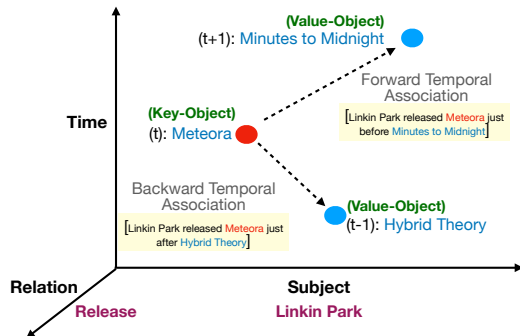 (Value-Object)
(t+1): Minutes to Midnight
Forward Temporal
Association
[Linkin Park released Meteora just
before Minutes to Midnight]
(Key-Object)
Time
(t): Meteora
Backward Temporal
Association
[Linkin Park released Meteora just
after Hybrid Theory]
(Value-Object)
(t-1): Hybrid Theory
Relation
Release
Subject
Linkin Park